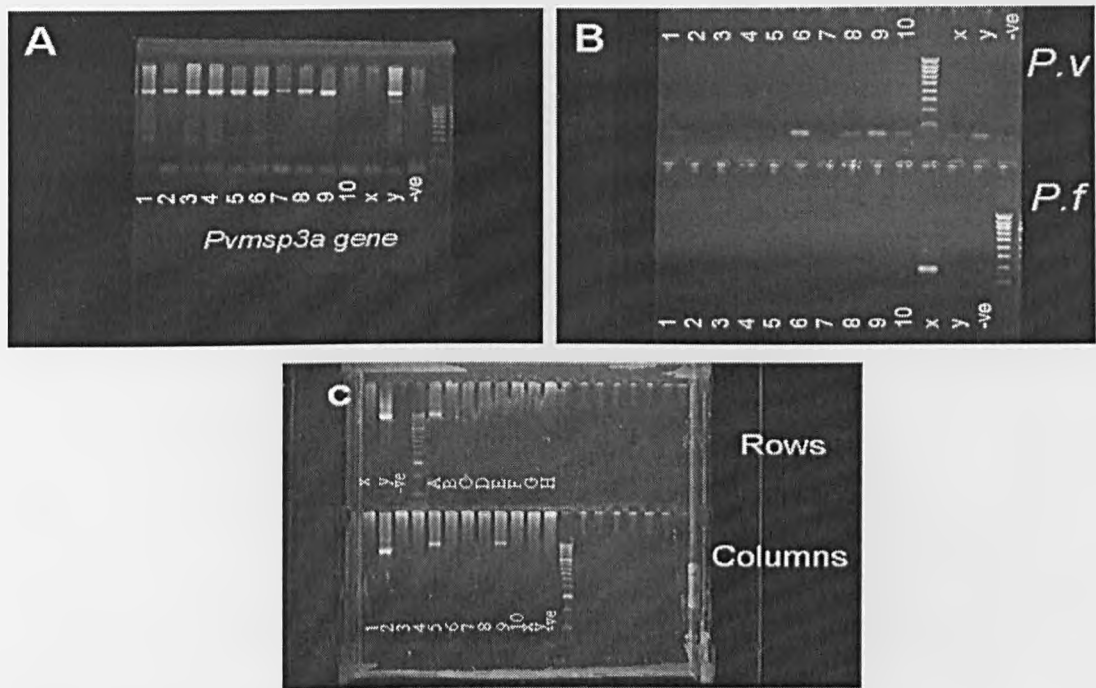 A
1 2 3 4 5 6 7 8 9 10 x y -ve
Pvmsp3a gene
B
1 2 3 4 5 6 7 8 9 10 x y -ve
P.v
P.f
1 2 3 4 5 6 7 8 9 10 x y -ve
C
Rows
x y -ve A B C D E F G H
Columns
1 2 3 4 5 6 7 8 9 10 x y -ve